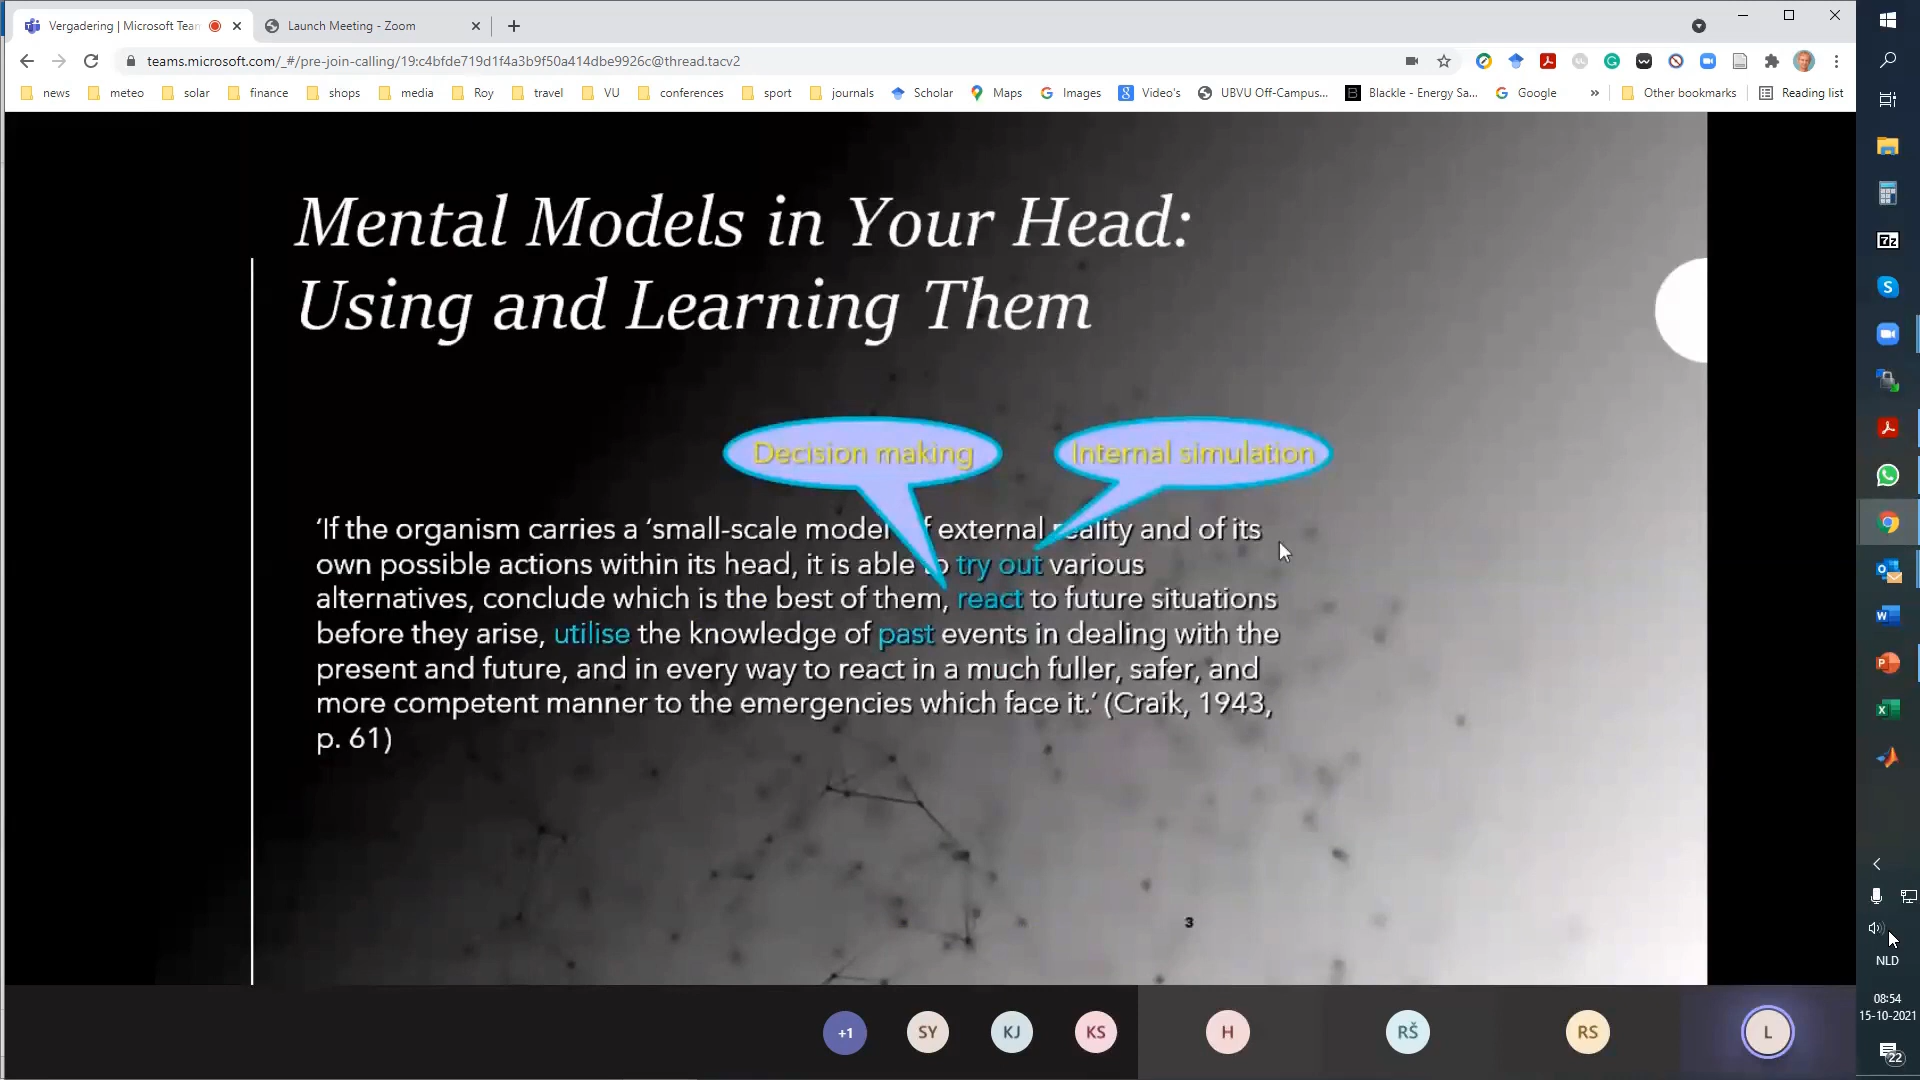 Vergadering | Microsoft Team
Launch Meeting - Zoom
teams.microsoft.com/_#/pre-join-calling/19:c4bfde719d1f4a3b9f50a414dbe9926c@thread.tacv2
news meteo solar finance shops media Roy travel VU conferences sport journals Scholar Maps Images Video's UBVU Off-Campus... Blackle - Energy Sa... Google » Other bookmarks Reading list
Mental Models in Your Head:
Using and Learning Them
Decision making Internal simulation
‘If the organism carries a ‘small-scale model f external reality and of its
own possible actions within its head, it is able to try out various
alternatives, conclude which is the best of them, react to future situations
before they arise, utilise the knowledge of past events in dealing with the
present and future, and in every way to react in a much fuller, safer, and
more competent manner to the emergencies which face it.’ (Craik, 1943,
p. 61)
3
+1 SY KJ KS H RŠ RS L
NLD
08:54
15-10-2021
22